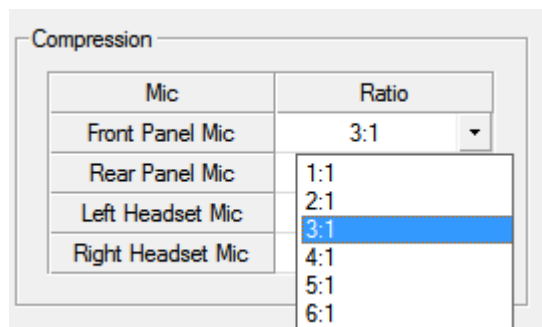 Compression
Mic Ratio
Front Panel Mic 3:1
Rear Panel Mic
Left Headset Mic
Right Headset Mic
1:1
2:1
3:1
4:1
5:1
6:1